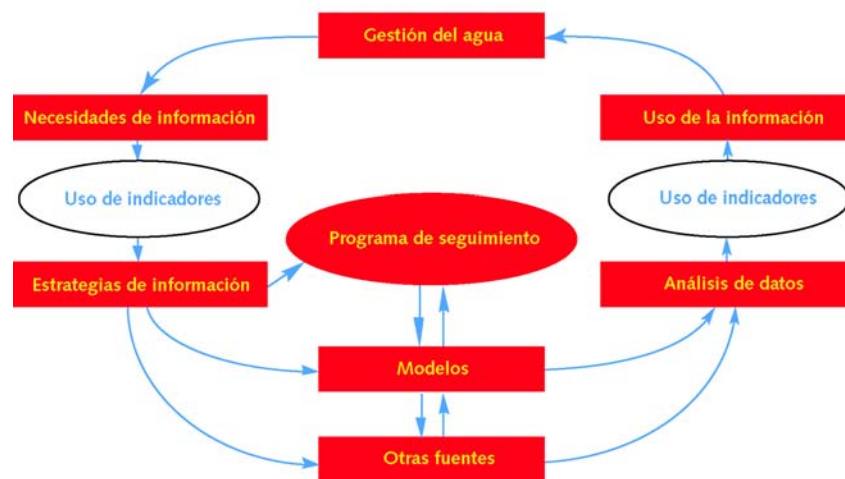 Gestión del agua
Necesidades de información
Uso de la información
Uso de indicadores
Uso de indicadores
Programa de seguimiento
Estrategias de información
Análisis de datos
Modelos
Otras fuentes